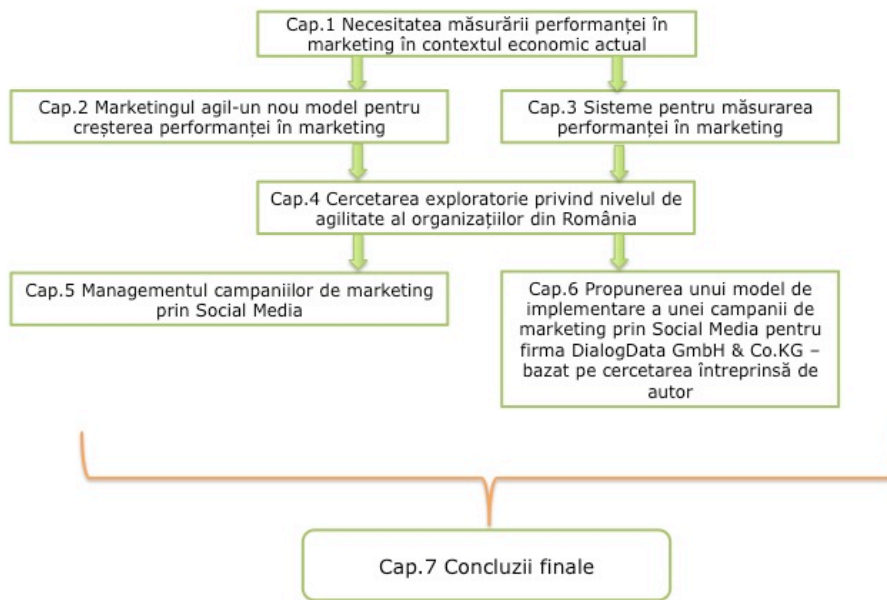 Cap.1 Necesitatea măsurării performanței în
marketing în contextul economic actual
Cap.2 Marketingul agil-un nou model pentru
creșterea performanței în marketing
Cap.3 Sisteme pentru măsurarea
performanței în marketing
Cap.4 Cercetarea exploratorie privind nivelul de
agilitate al organizațiilor din România
Cap.5 Managementul campaniilor de marketing
prin Social Media
Cap.6 Propunerea unui model de
implementare a unei campanii de
marketing prin Social Media pentru
firma DialogData GmbH & Co.KG –
bazat pe cercetarea întreprinsă de
autor
Cap.7 Concluzii finale